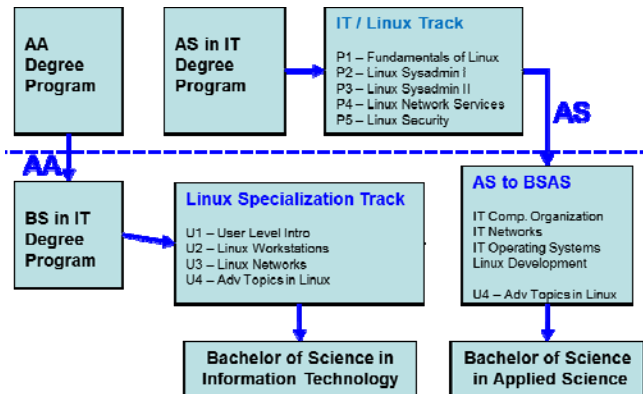 AA
Degree
Program
AS in IT
Degree
Program
IT / Linux Track
P1 – Fundamentals of Linux
P2 – Linux Sysadmin I
P3 – Linux Sysadmin II
P4 – Linux Network Services
P5 – Linux Security
AS
AA
BS in IT
Degree
Program
Linux Specialization Track
U1 – User Level Intro
U2 – Linux Workstations
U3 – Linux Networks
U4 – Adv Topics in Linux
AS to BSAS
IT Comp. Organization
IT Networks
IT Operating Systems
Linux Development
U4 – Adv Topics in Linux
Bachelor of Science in
Information Technology
Bachelor of Science
in Applied Science